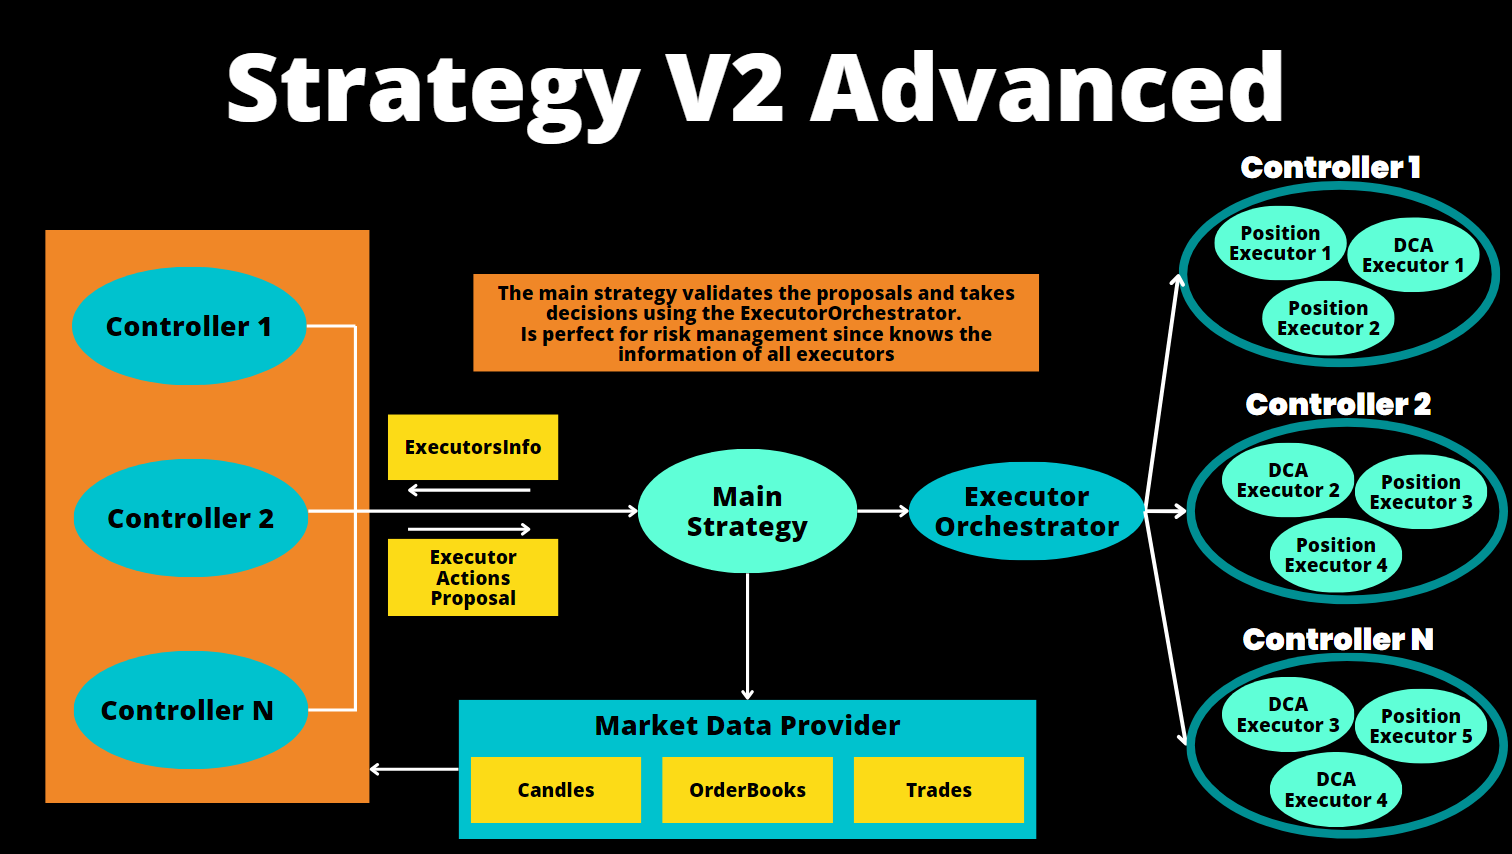 Strategy V2 Advanced
Controller 1
Position
Executor 1
DCA
Executor 1
Position
Executor 2
Controller 1
The main strategy validates the proposals and takes
decisions using the ExecutorOrchestrator.
Is perfect for risk management since knows the
information of all executors
Controller 2
ExecutorsInfo
Executor
Actions
Proposal
Main
Strategy
Executor
Orchestrator
Controller 2
DCA
Executor 2
Position
Executor 3
Position
Executor 4
Controller N
Market Data Provider
Candles
OrderBooks
Trades
Controller N
DCA
Executor 3
Position
Executor 5
DCA
Executor 4